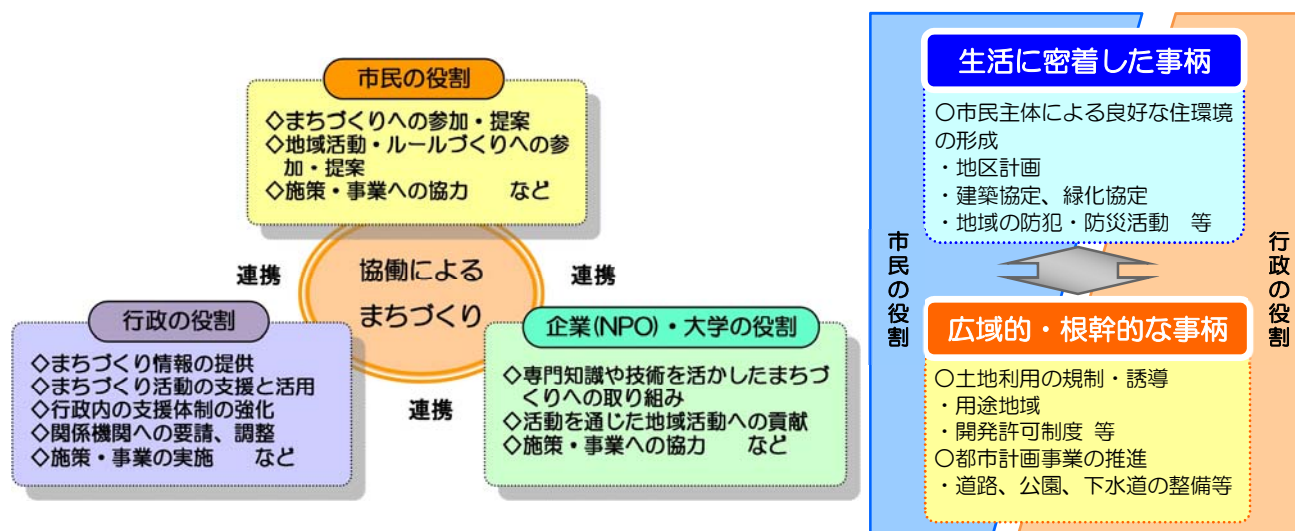 市民の役割
◇まちづくりへの参加・提案
◇地域活動・ルールづくりへの参
加・提案
◇施策・事業への協力　など
連携
協働による
まちづくり
連携
行政の役割
◇まちづくり情報の提供
◇まちづくり活動の支援と活用
◇行政内の支援体制の強化
◇関係機関への要請、調整
◇施策・事業の実施　など
連携
企業(NPO)・大学の役割
◇専門知識や技術を活かしたまちづ
くりへの取り組み
◇活動を通じた地域活動への貢献
◇施策・事業への協力　など
市民の役割
生活に密着した事柄
〇市民主体による良好な住環境
の形成
・地区計画
・建築協定、緑化協定
・地域の防犯・防災活動　等
広域的・根幹的な事柄
〇土地利用の規制・誘導
・用途地域
・開発許可制度 等
〇都市計画事業の推進
・道路、公園、下水道の整備等
行政の役割